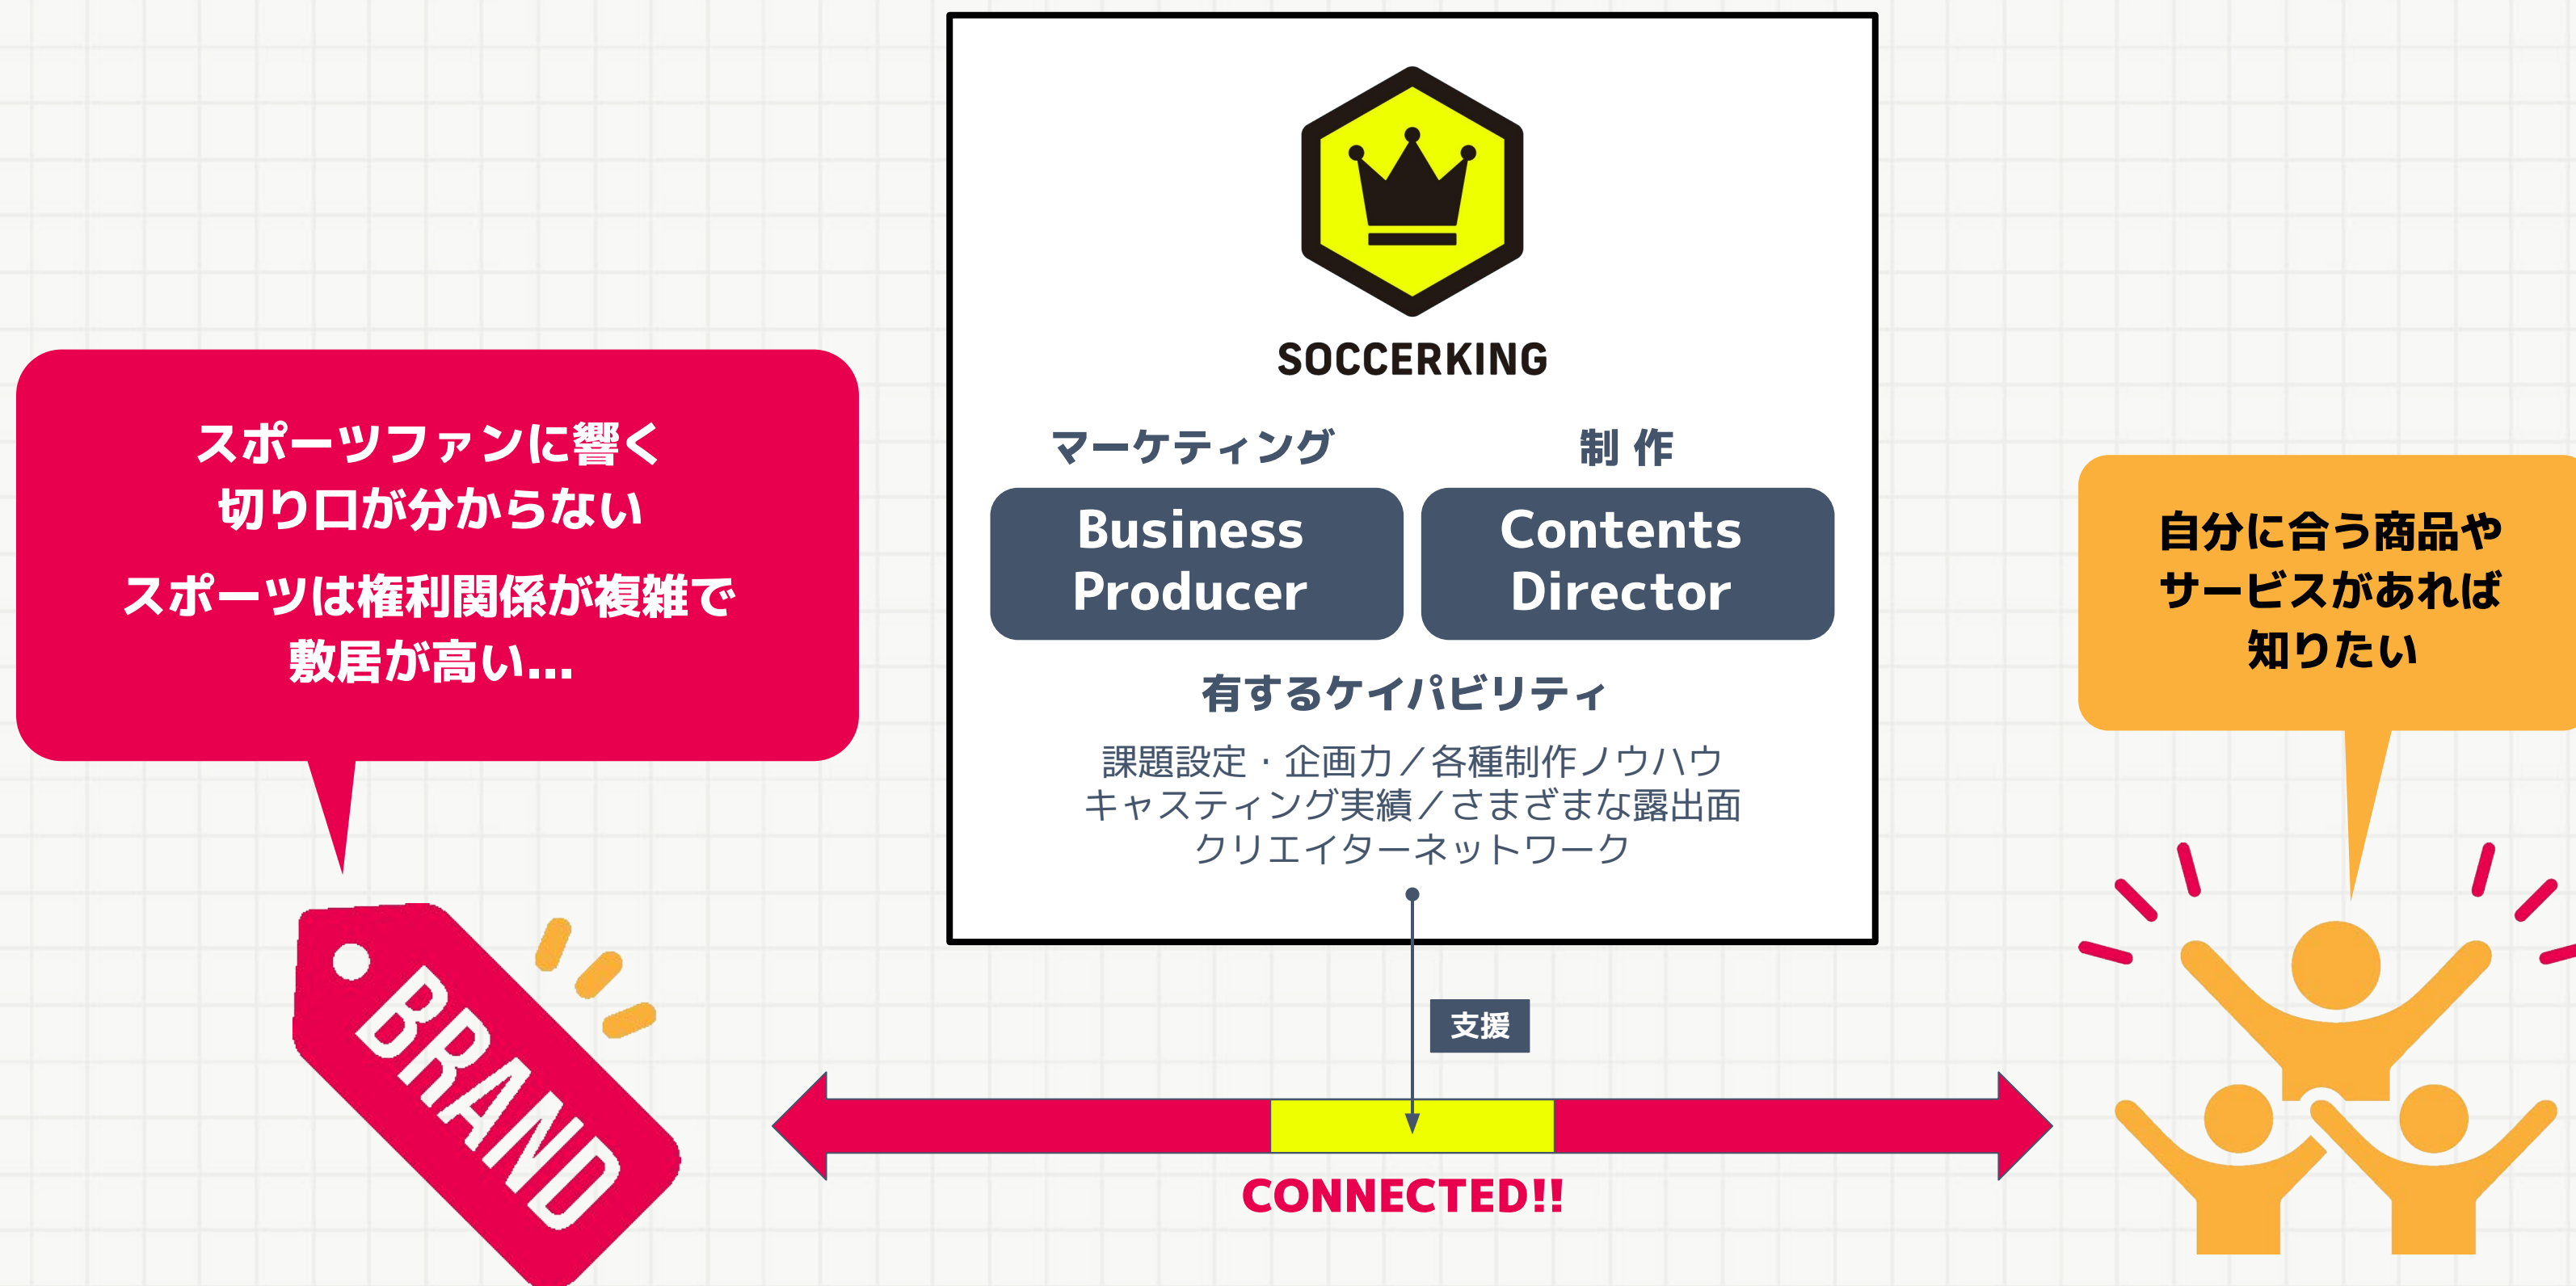 スポーツファンに響く
切り口が分からない
スポーツは権利関係が複雑で
敷居が高い...
BRAND
SOCCERKING
マーケティング
Business
Producer
制 作
Contents
Director
有するケイパビリティ
課題設定・企画力／各種制作ノウハウ
キャスティング実績／さまざまな露出面
クリエイターネットワーク
支援
CONNECTED!!
自分に合う商品や
サービスがあれば
知りたい